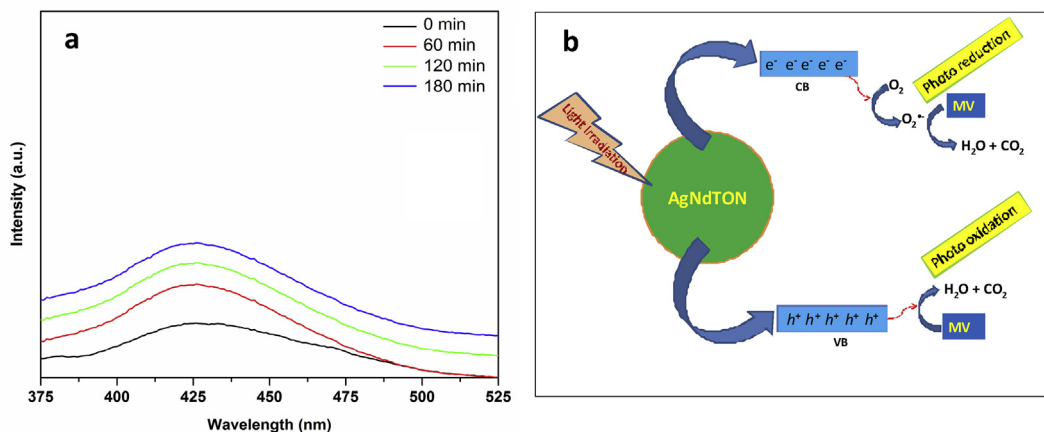 a
0 min
60 min
120 min
180 min
Intensity (a.u.)
375 400 425 450 475 500 525
Wavelength (nm)
b
Light Irradiation
AgNdTON
e- e- e- e- e-
CB
O2
O2•-
Photo reduction
MV
H2O + CO2
Photo oxidation
H2O + CO2
h+ h+ h+ h+ h+
VB
MV